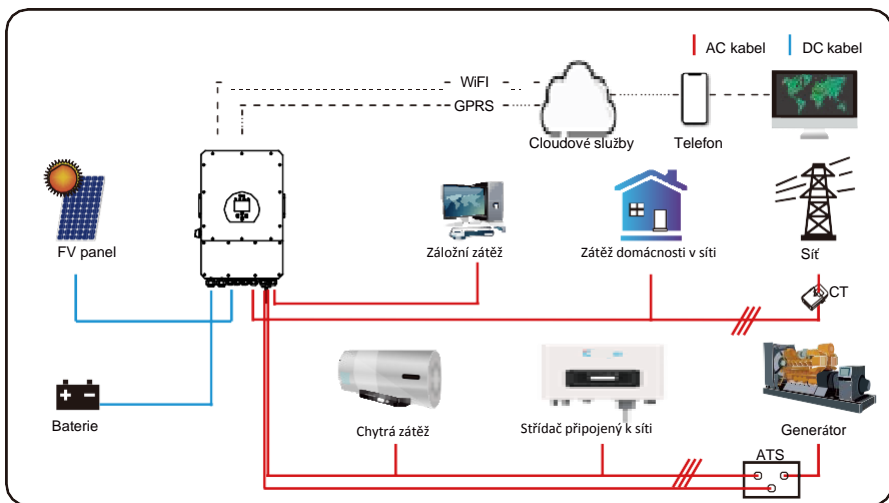 AC kabel
DC kabel
WiFI
GPRS
Cloudové služby
Telefon
FV panel
Záložní zátěž
Zátěž domácnosti v síti
Síť
CT
Baterie
Chytrá zátěž
Střídač připojený k síti
Generátor
ATS